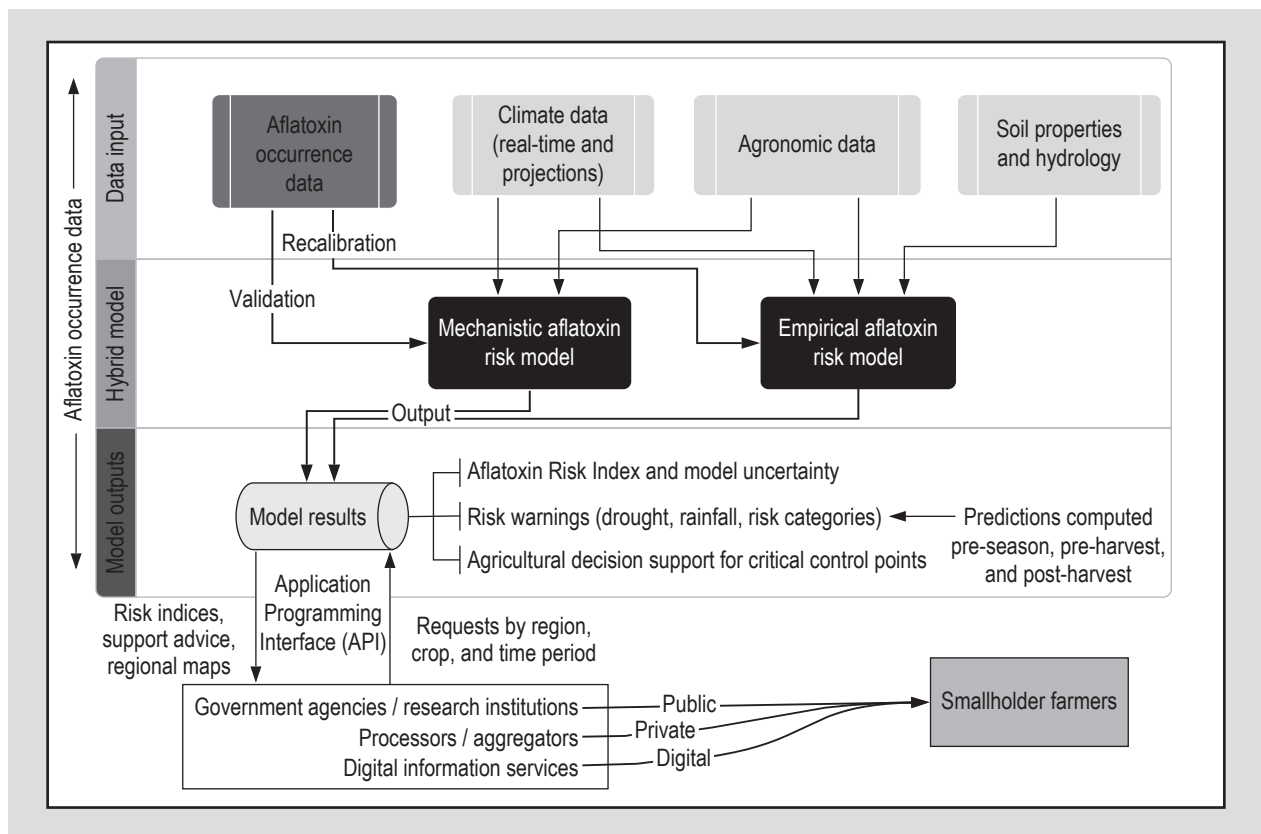 Aflatoxin occurrence data
Data input
Aflatoxin
occurrence
data
Climate data
(real-time and
projections)
Agronomic data
Soil properties
and hydrology
Recalibration
Validation
Hybrid model
Mechanistic aflatoxin
risk model
Empirical aflatoxin
risk model
Output
Model outputs
Model results
Aflatoxin Risk Index and model uncertainty
Risk warnings (drought, rainfall, risk categories)
Agricultural decision support for critical control points
Predictions computed
pre-season, pre-harvest,
and post-harvest
Risk indices,
support advice,
regional maps
Application
Programming
Interface (API)
Requests by region,
crop, and time period
Government agencies / research institutions
Processors / aggregators
Digital information services
Public
Private
Digital
Smallholder farmers